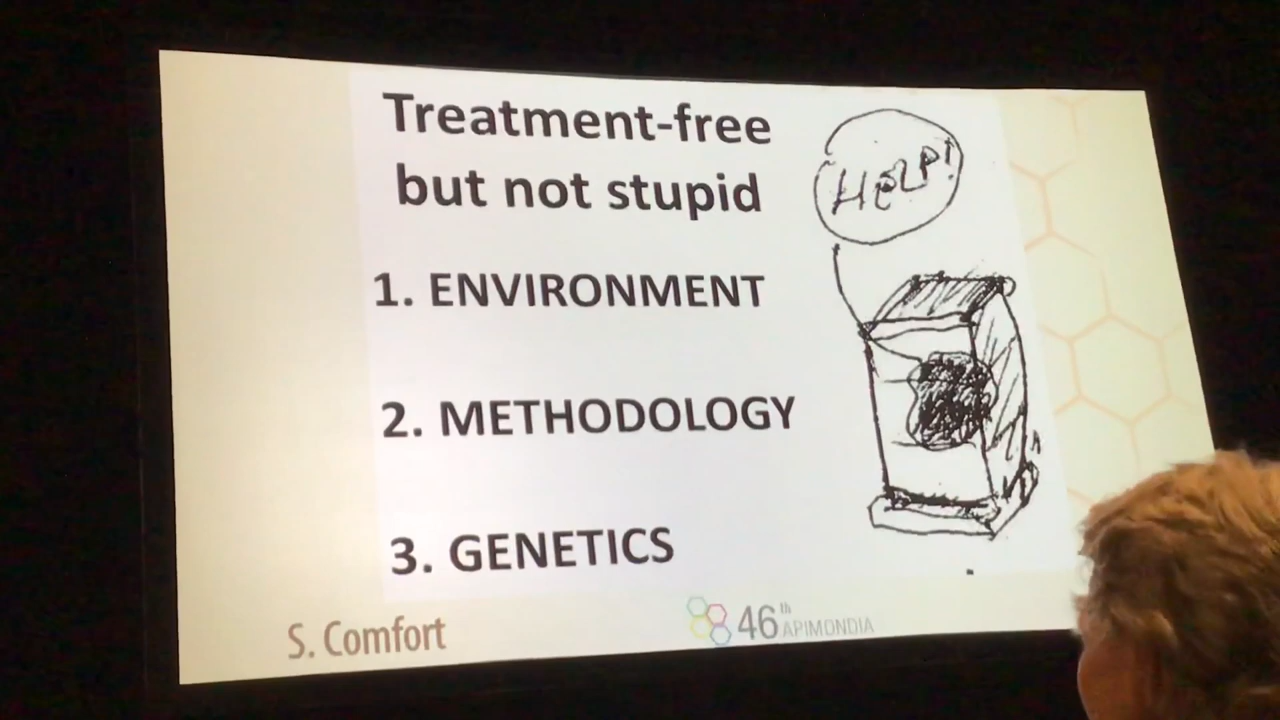 Treatment-free
but not stupid
HELP!
1. ENVIRONMENT
2. METHODOLOGY
3. GENETICS
S. Comfort
46th APIMONDIA